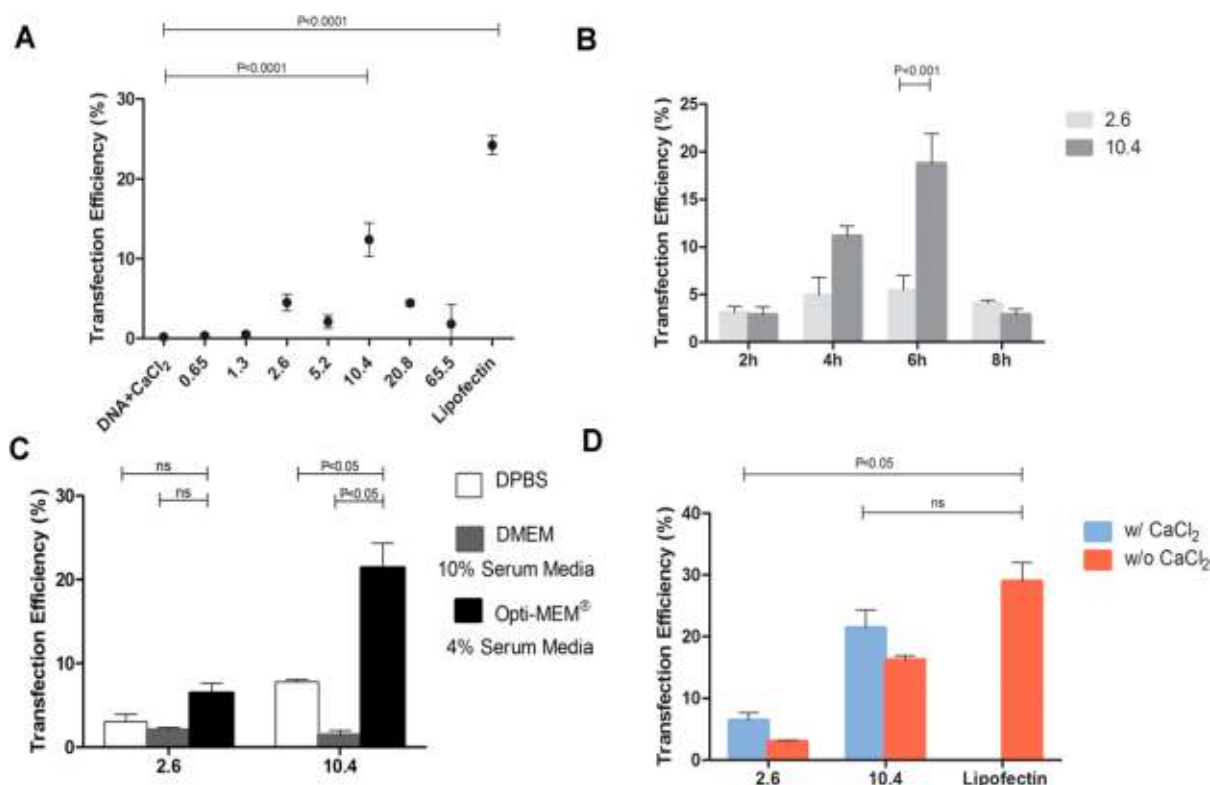 A
P<0.0001
P<0.0001
Transfection Efficiency (%)
30
20
10
0
DNA+CaCl₂
0.65
1.3
2.6
5.2
10.4
20.8
65.5
Lipofectin
B
P<0.001
Transfection Efficiency (%)
25
20
15
10
5
0
2h 4h 6h 8h
2.6
10.4
C
ns
ns
P<0.05
P<0.05
Transfection Efficiency (%)
30
20
10
0
2.6 10.4
DPBS
DMEM
10% Serum Media
Opti-MEM®
4% Serum Media
D
P<0.05
ns
Transfection Efficiency (%)
40
30
20
10
0
2.6 10.4 Lipofectin
w/ CaCl₂
w/o CaCl₂